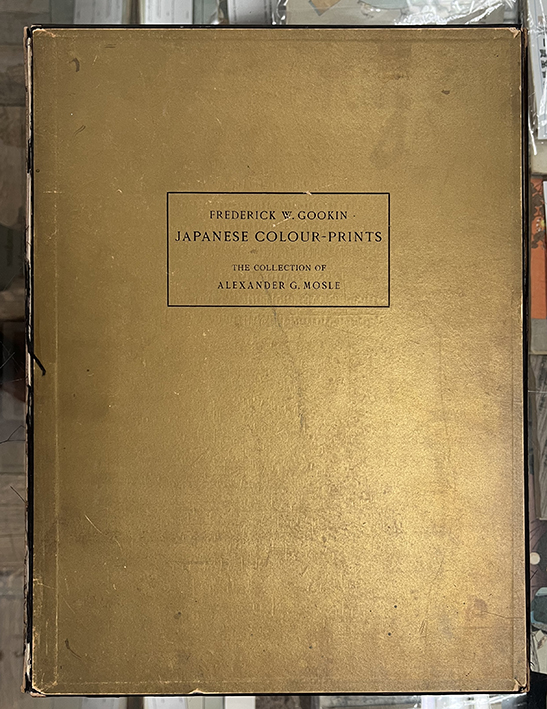 FREDERICK W. GOOKIN
JAPANESE COLOUR-PRINTS
THE COLLECTION OF
ALEXANDER G. MOSLE